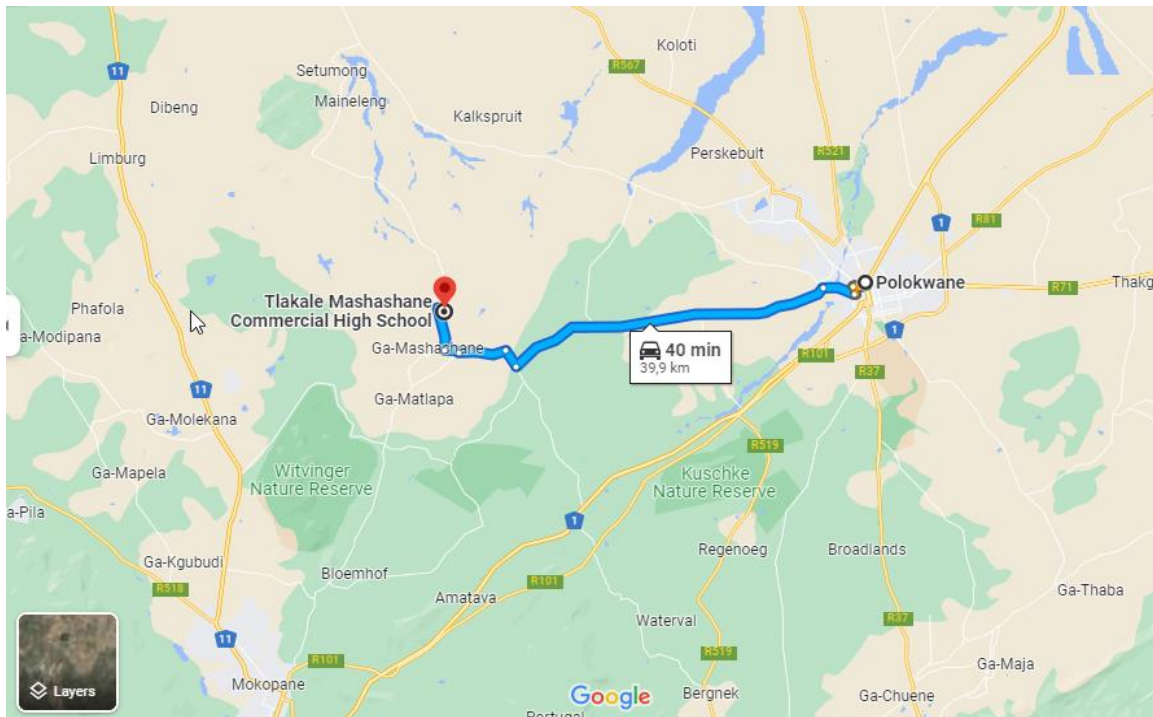 Koloti
R567
11
Setumong
Maineleng
Dibeng
Kalkspruit
Limburg
Perskebult
R521
R81
1
Polokwane
R71
Thakg
Tlakale Mashashane
Commercial High School
Phafola
a-Modipana
40 min
39,9 km
1
Ga-Mashashane
R101
R37
11
Ga-Matlapa
Ga-Molekana
R519
Ga-Mapela
Witvinger
Nature Reserve
Kuschke
Nature Reserve
a-Pila
1
Regenoeg
Broadlands
Ga-Kgubudi
Bloemhof
R518
R101
Ga-Thaba
Amatava
Waterval
R37
11
R519
R101
Ga-Maja
Layers
Mokopane
Google
Bergnek
Ga-Chuene
Portugal